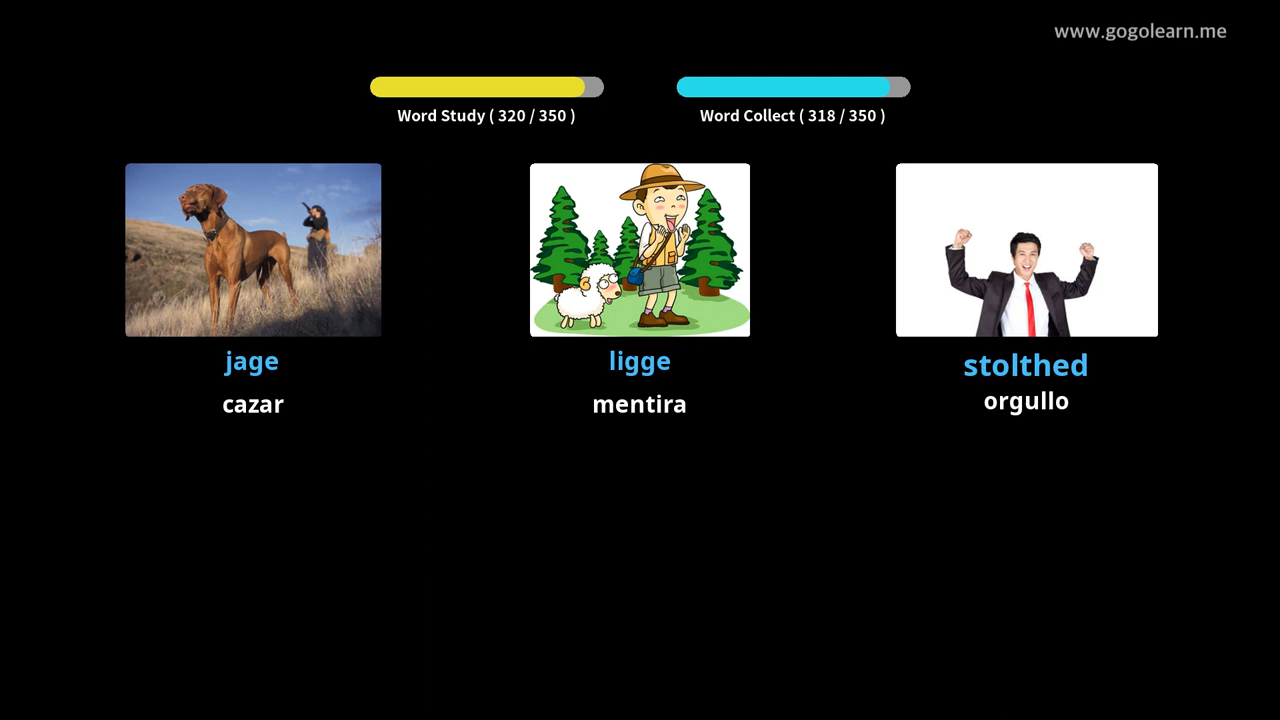 www.gogolearn.me
Word Study ( 320 / 350 )
Word Collect ( 318 / 350 )
jage
ligge
stolthed
cazar
mentira
orgullo